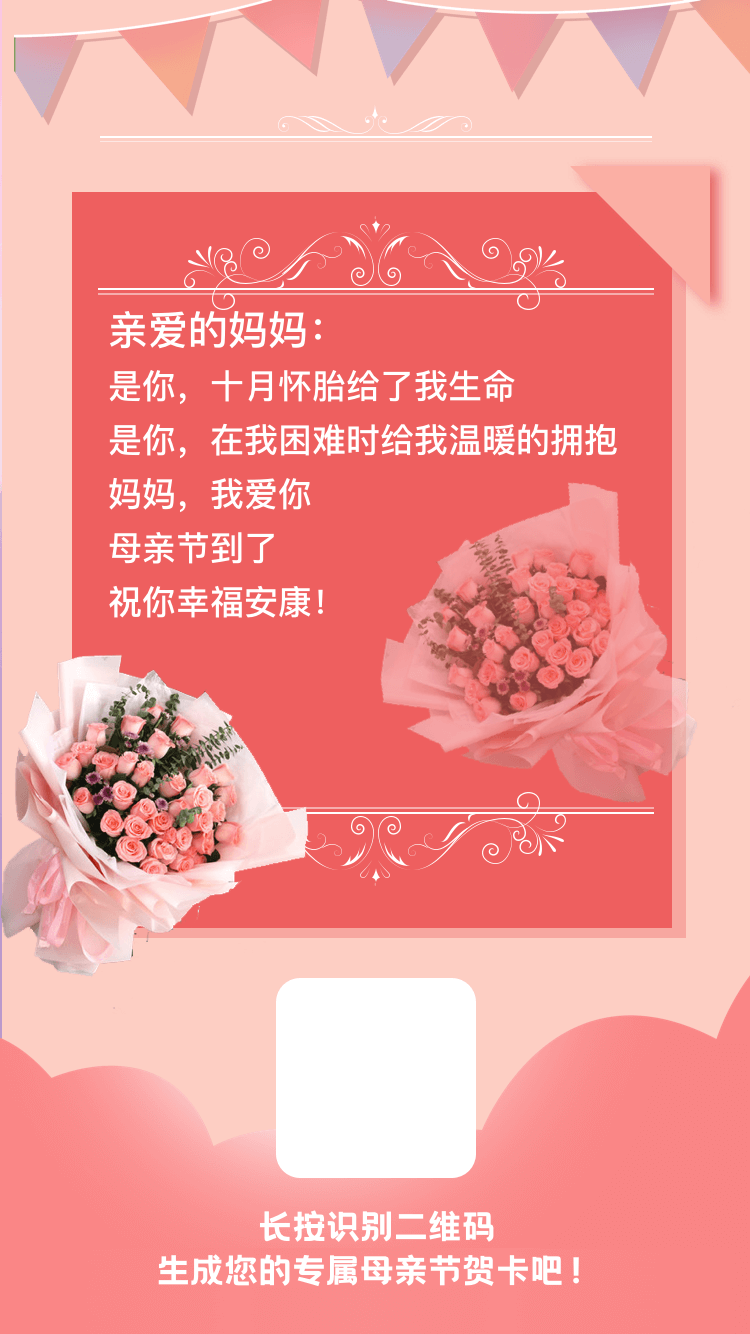 亲爱的妈妈：
是你，十月怀胎给了我生命
是你，在我困难时给我温暖的拥抱
妈妈，我爱你
母亲节到了
祝你幸福安康！
长按识别二维码
生成您的专属母亲节贺卡吧！